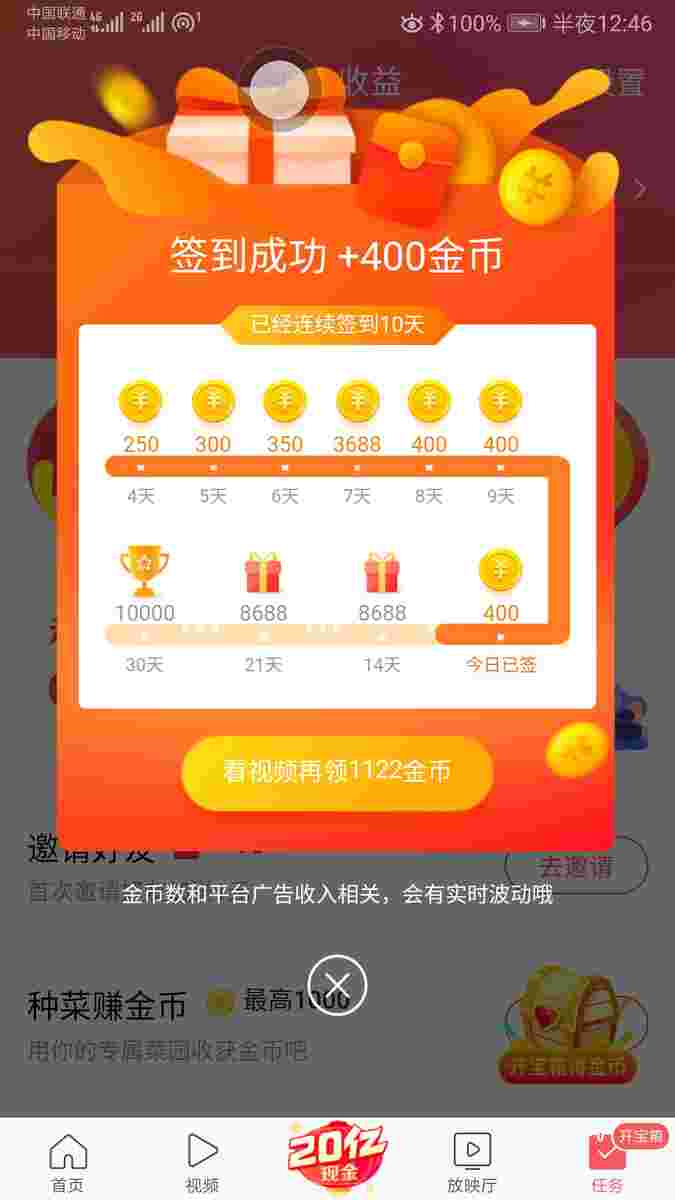 中国联通
中国移动
4G
2G
1
100%
半夜12:46
收益
设置
签到成功 +400金币
已经连续签到10天
250 300 350 3688 400 400
4天 5天 6天 7天 8天 9天
10000 8688 8688 400
30天 21天 14天 今日已签
看视频再领1122金币
邀请好友
去邀请
首次邀请
金币数和平台广告收入相关，会有实时波动哦
种菜赚金币
最高1000
用你的专属菜园收获金币吧
开宝箱得金币
20亿
现金
开宝箱
首页 视频 放映厅 任务